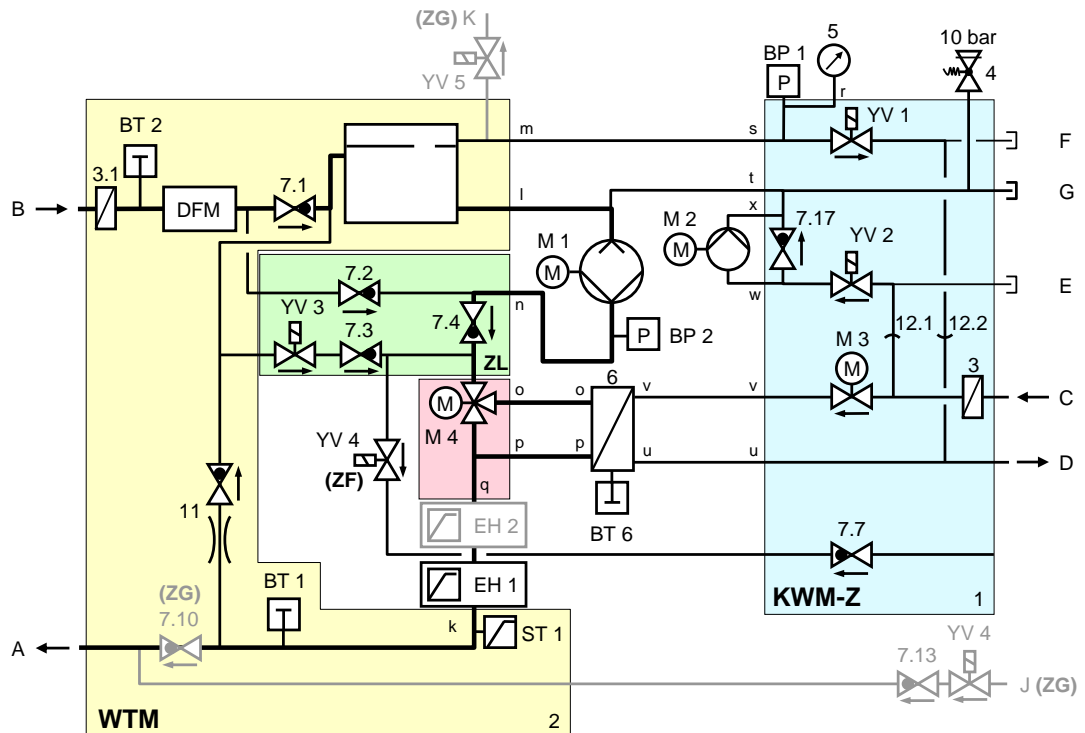 (ZG) K
YV 5
BP 1
5
10 bar
4
P
r
BT 2
m
s
YV 1
F
3.1
7.1
B
DFM
l
t
G
x
M 2
M
7.17
YV 2
M 1
M
E
7.2
w
n
YV 3
7.3
7.4
12.1
12.2
P
BP 2
M 3
M
ZL
6
3
M
o
o
v
v
C
M 4
YV 4
(ZF)
p
p
u
u
D
q
11
EH 2
BT 6
7.7
BT 1
EH 1
KWM-Z
1
(ZG)
7.10
k
ST 1
A
YV 4
7.13
J (ZG)
WTM
2